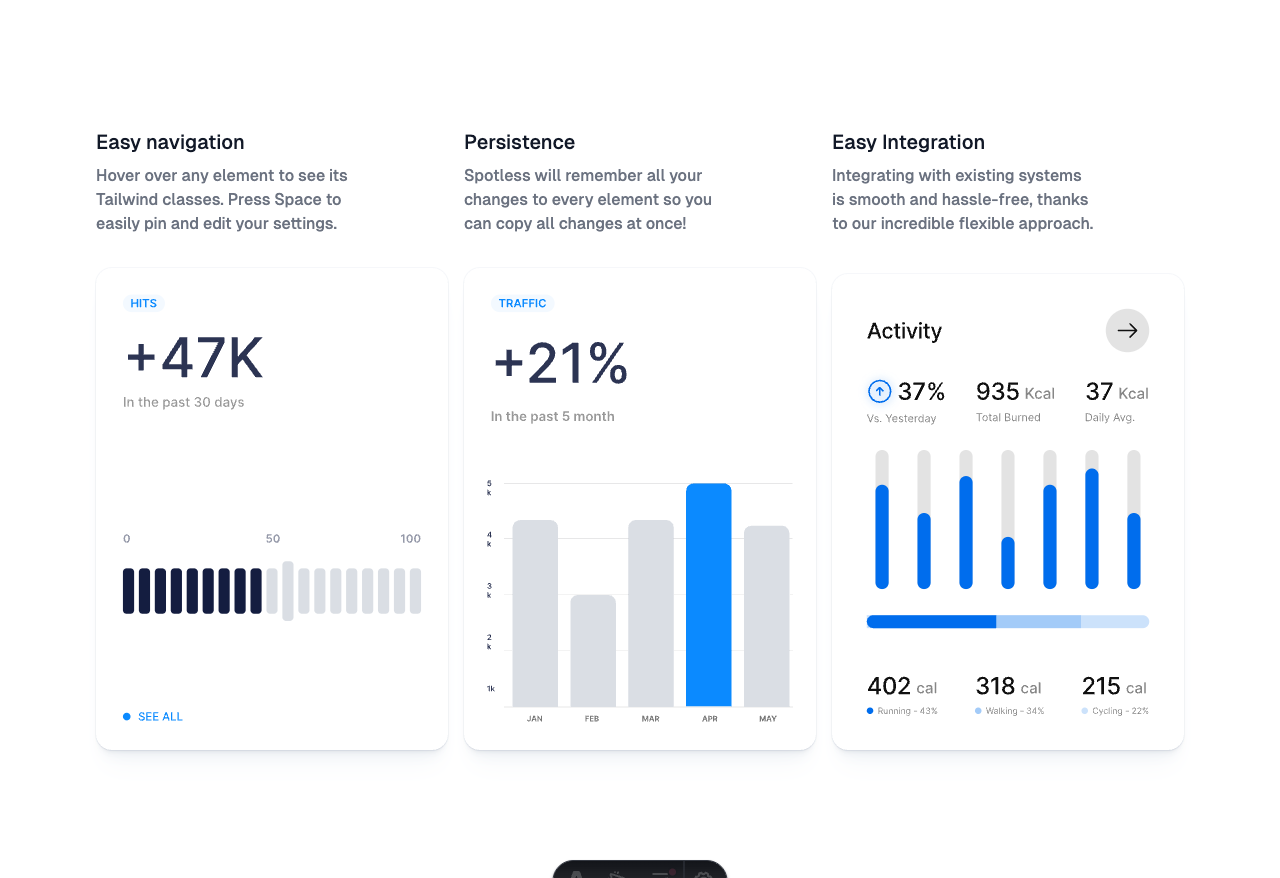 Easy navigation
Hover over any element to see its
Tailwind classes. Press Space to
easily pin and edit your settings.
HITS
+47K
In the past 30 days
0 50 100
SEE ALL
Persistence
Spotless will remember all your
changes to every element so you
can copy all changes at once!
TRAFFIC
+21%
In the past 5 month
5
k
4
k
3
k
2
k
1k
JAN FEB MAR APR MAY
Easy Integration
Integrating with existing systems
is smooth and hassle-free, thanks
to our incredible flexible approach.
Activity
37% 935 Kcal 37 Kcal
Vs. Yesterday Total Burned Daily Avg.
402 cal 318 cal 215 cal
Running - 43% Walking - 34% Cycling - 22%